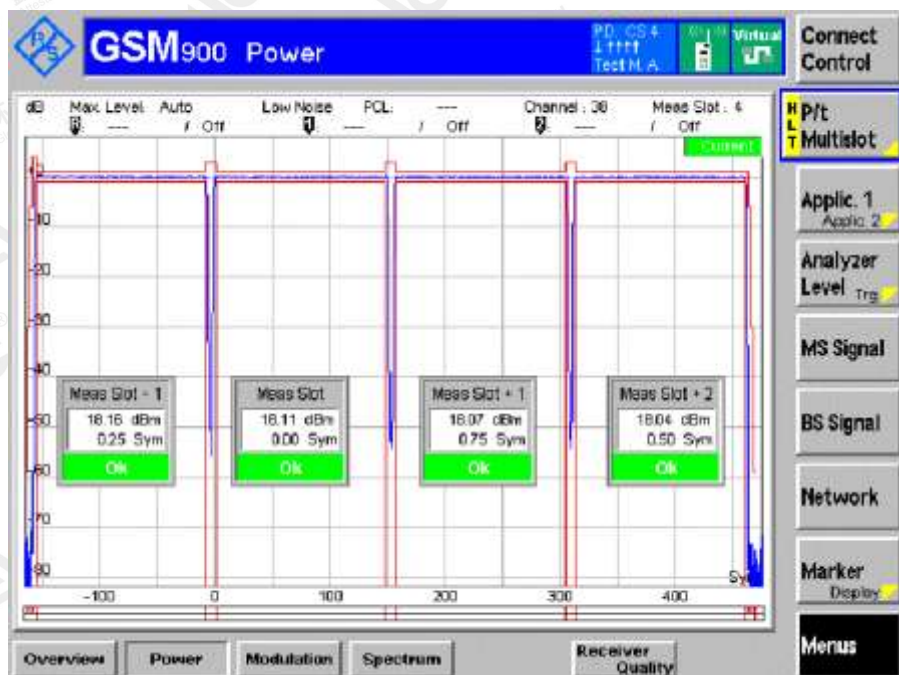 R S
GSM900 Power
PD: CS 4
Test M. A
Virtual
Connect Control
dB Max. Level: Auto Low Noise PCL: --- Channel : 38 Meas Slot : 4
--- / Off 1 --- / Off 2 --- / Off
Current
HLT P/t Multislot
Applic. 1
Applic. 2
Analyzer Level Trg
MS Signal
BS Signal
Network
Marker
Display
Menus
-10
-20
-30
-40
-50
-60
-70
-80
Meas Slot - 1
18.16 dBm
0.25 Sym
Ok
Meas Slot
18.11 dBm
0.00 Sym
Ok
Meas Slot + 1
18.07 dBm
0.75 Sym
Ok
Meas Slot + 2
18.04 dBm
0.50 Sym
Ok
-100 0 100 200 300 400
Overview Power Modulation Spectrum Receiver Quality